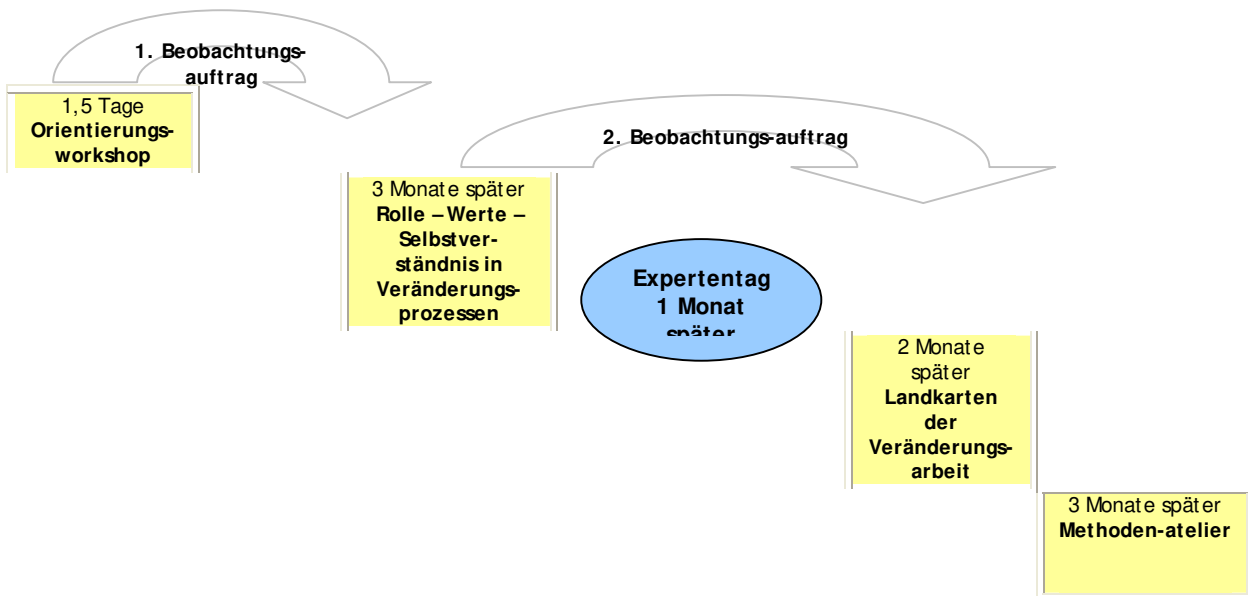 1. Beobachtungs-
auftrag
1,5 Tage
Orientierungs-
workshop
2. Beobachtungs-auftrag
3 Monate später
Rolle – Werte –
Selbstver-
ständnis in
Veränderungs-
prozessen
Expertentag
1 Monat
später
2 Monate
später
Landkarten
der
Veränderungs-
arbeit
3 Monate später
Methoden-atelier